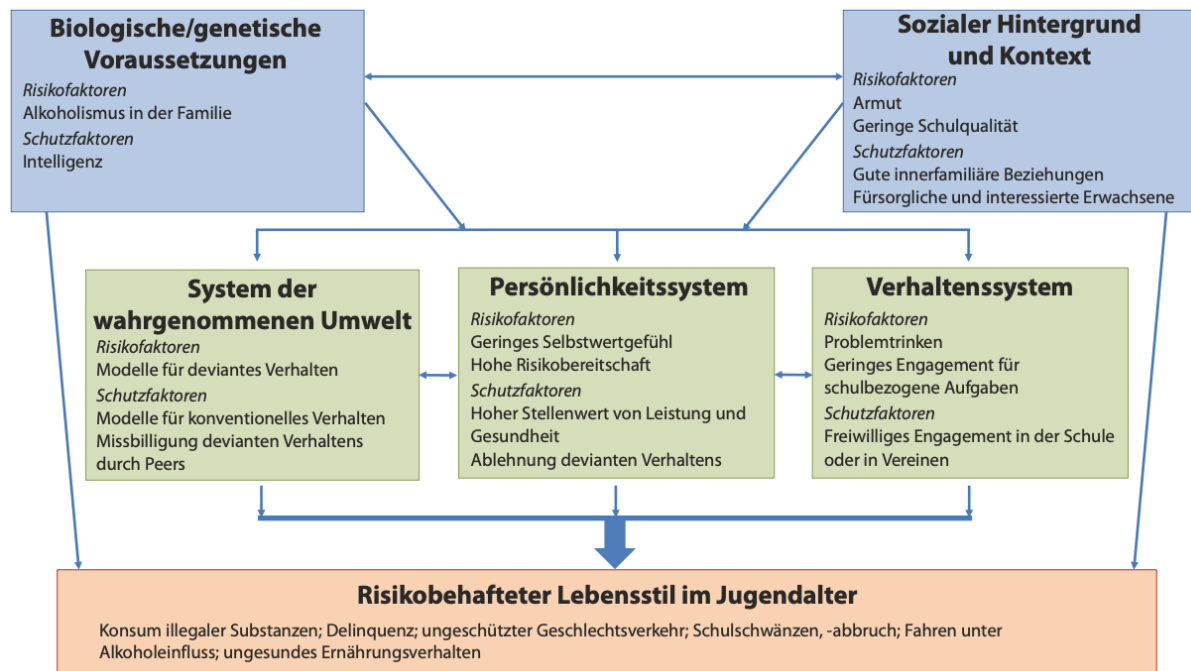 Biologische/genetische
Voraussetzungen
Risikofaktoren
Alkoholismus in der Familie
Schutzfaktoren
Intelligenz
Sozialer Hintergrund
und Kontext
Risikofaktoren
Armut
Geringe Schulqualität
Schutzfaktoren
Gute innerfamiliäre Beziehungen
Fürsorgliche und interessierte Erwachsene
System der
wahrgenommenen Umwelt
Risikofaktoren
Modelle für deviantes Verhalten
Schutzfaktoren
Modelle für konventionelles Verhalten
Missbilligung devianten Verhaltens
durch Peers
Persönlichkeitssystem
Risikofaktoren
Geringes Selbstwertgefühl
Hohe Risikobereitschaft
Schutzfaktoren
Hoher Stellenwert von Leistung und
Gesundheit
Ablehnung devianten Verhaltens
Verhaltenssystem
Risikofaktoren
Problemtrinken
Geringes Engagement für
schulbezogene Aufgaben
Schutzfaktoren
Freiwilliges Engagement in der Schule
oder in Vereinen
Risikobehafteter Lebensstil im Jugendalter
Konsum illegaler Substanzen; Delinquenz; ungeschützter Geschlechtsverkehr; Schulschwänzen, -abbruch; Fahren unter
Alkoholeinfluss; ungesundes Ernährungsverhalten